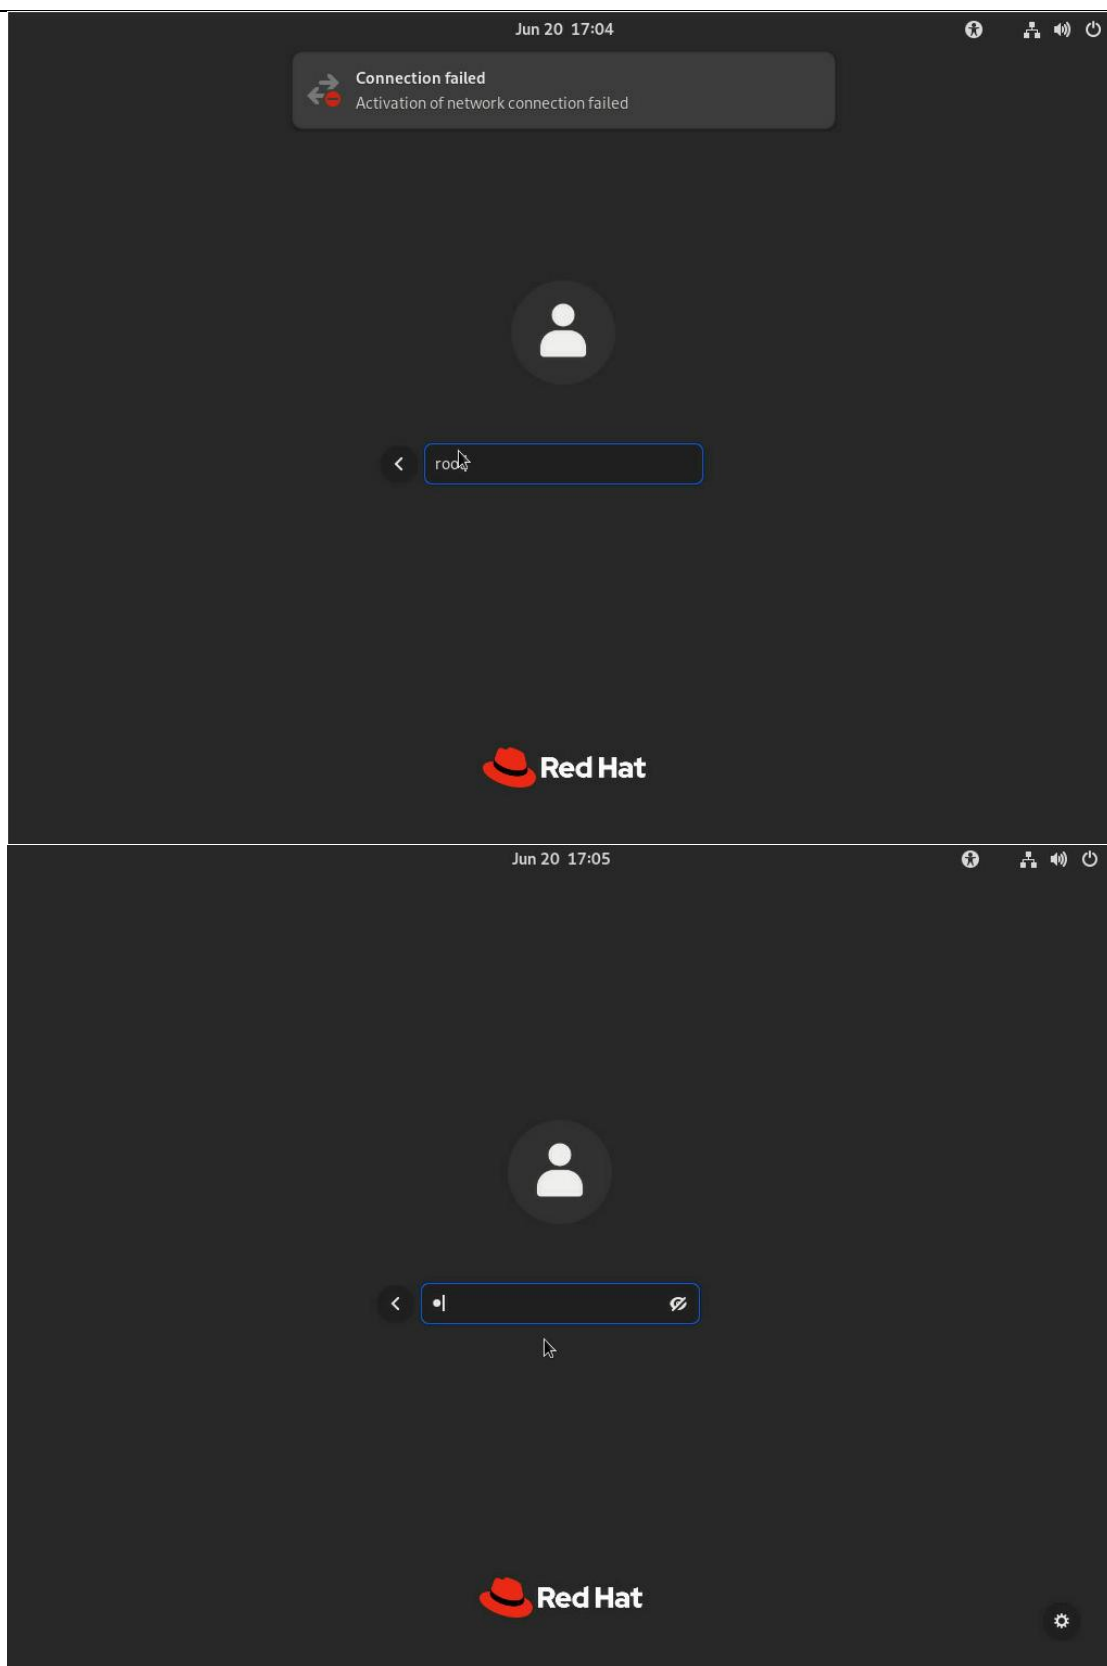 Jun 20 17:04
Connection failed
Activation of network connection failed
Red Hat
Jun 20 17:05
Red Hat